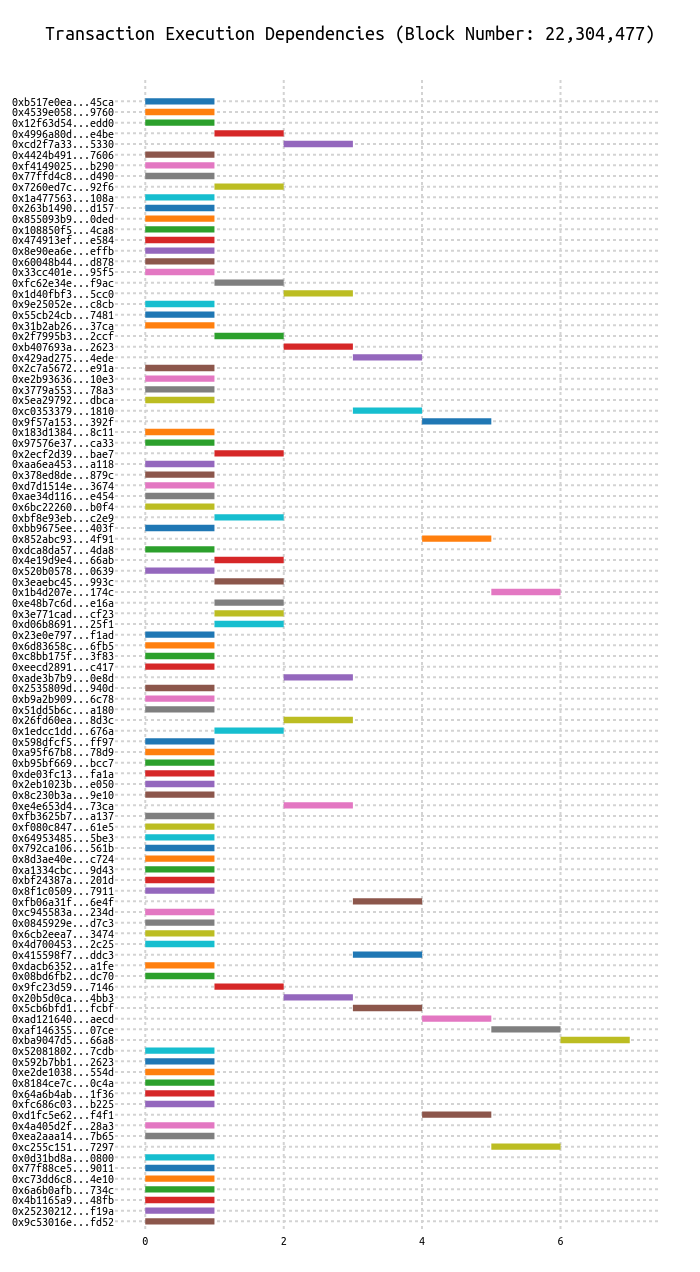 Transaction Execution Dependencies (Block Number: 22,304,477)
0xb517e0ea...45ca
0x4539e058...9760
0x12f63d54...edd0
0x4996a80d...e4be
0xcd2f7a33...5330
0x4424b491...7606
0xf4149025...b290
0x77ffd4c8...d490
0x7260ed7c...92f6
0x1a477563...108a
0x263b1490...d157
0x855093b9...0ded
0x108850f5...4ca8
0x474913ef...e584
0x8e90ea6e...effb
0x60048b44...d878
0x33cc401e...95f5
0xfc62e34e...f9ac
0x1d40fbf3...5cc0
0x9e25052e...c8cb
0x55cb24cb...7481
0x31b2ab26...37ca
0x2f7995b3...2ccf
0xb407693a...2623
0x429ad275...4ede
0x2c7a5672...e91a
0xe2b93636...10e3
0x3779a553...78a3
0x5ea29792...dbca
0xc0353379...1810
0x9f57a153...392f
0x183d1384...8c11
0x97576e37...ca33
0x2ecf2d39...bae7
0xaa6ea453...a118
0x378ed8de...879c
0xd7d1514e...3674
0xae34d116...e454
0x6bc22260...b0f4
0xbf8e93eb...c2e9
0xbb9675ee...403f
0x852abc93...4f91
0xdca8da57...4da8
0x4e19d9e4...66ab
0x520b0578...0639
0x3eaebc45...993c
0x1b4d207e...174c
0xe48b7c6d...e16a
0x3e771cad...cf23
0xd06b8691...25f1
0x23e0e797...f1ad
0x6d83658c...6fb5
0xc8bb175f...3f83
0xeecd2891...c417
0xade3b7b9...0e8d
0x2535809d...940d
0xb9a2b909...6c78
0x51dd5b6c...a180
0x26fd60ea...8d3c
0x1edcc1dd...676a
0x598dfcf5...ff97
0xa95f67b8...78d9
0xb95bf669...bcc7
0xde03fc13...fa1a
0x2eb1023b...e050
0x8c230b3a...9e10
0xe4e653d4...73ca
0xfb3625b7...a137
0xf080c847...61e5
0x64953485...5be3
0x792ca106...561b
0x8d3ae40e...c724
0xa1334cbc...9d43
0xbf24387a...201d
0x8f1c0509...7911
0xfb06a31f...6e4f
0xc945583a...234d
0x0845929e...d7c3
0x6cb2eea7...3474
0x4d700453...2c25
0x415598f7...ddc3
0xdacb6352...a1fe
0x08bd6fb2...dc70
0x9fc23d59...7146
0x20b5d0ca...4bb3
0x5cb6bfd1...fcbf
0xad121640...aecd
0xaf146355...07ce
0xba9047d5...66a8
0x52081802...7cdb
0x592b7bb1...2623
0xe2de1038...554d
0x8184ce7c...0c4a
0x64a6b4ab...1f36
0xfc686c03...b225
0xd1fc5e62...f4f1
0x4a405d2f...28a3
0xea2aaa14...7b65
0xc255c151...7297
0x0d31bd8a...0800
0x77f88ce5...9011
0xc73dd6c8...4e10
0x6a6b0afb...734c
0x4b1165a9...48fb
0x25230212...f19a
0x9c53016e...fd52
0 2 4 6